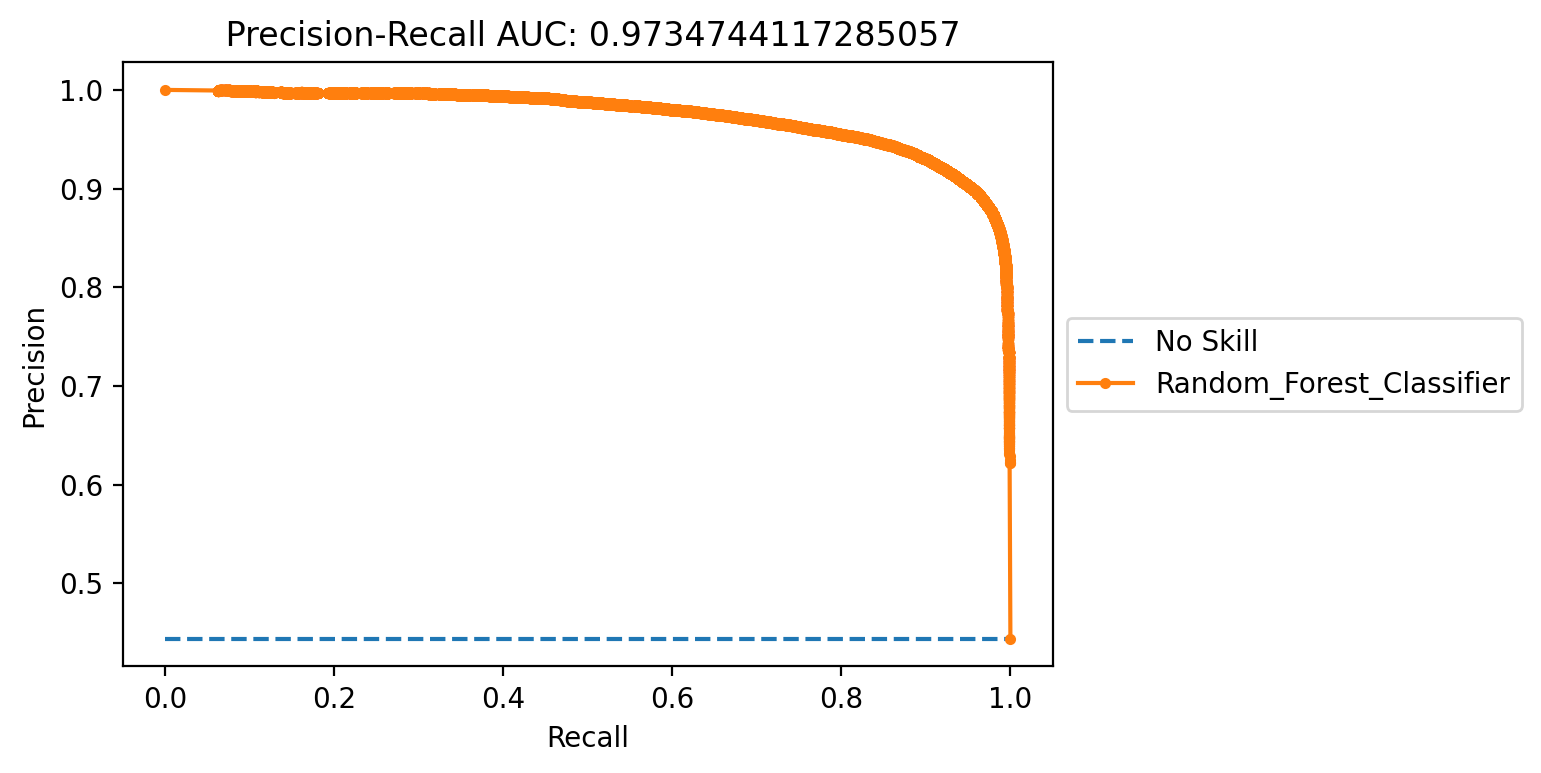 Precision-Recall AUC: 0.9734744117285057
1.0
0.9
0.8
0.7
0.6
0.5
Precision
0.0 0.2 0.4 0.6 0.8 1.0
Recall
No Skill
Random_Forest_Classifier